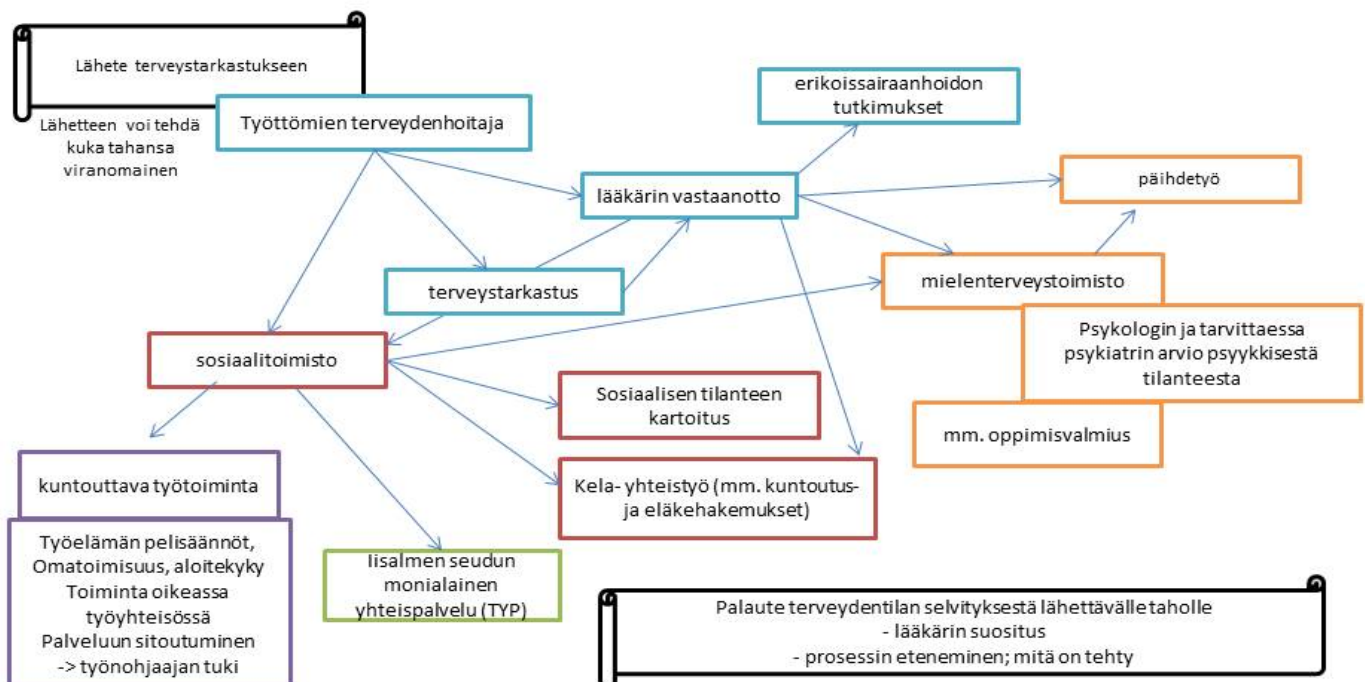 Lähete terveystarkastukseen
Lähetteen voi tehdä
kuka tahansa
viranomainen
Työttömien terveydenhoitaja
erikoissairaanhoidon
tutkimukset
lääkärin vastaanotto
päihdetyö
terveystarkastus
mielenterveystoimisto
Psykologin ja tarvittaessa
psykiatrin arvio psyykkisestä
tilanteesta
mm. oppimisvalmius
sosiaalitoimisto
Sosiaalisen tilanteen
kartoitus
Kela- yhteistyö (mm. kuntoutus-
ja eläkehakemukset)
kuntouttava työtoiminta
Työelämän pelisäännöt,
Omatoimisuus, aloitekyky
Toiminta oikeassa
työyhteisössä
Palveluun sitoutuminen
-> työnohjaajan tuki
Iisalmen seudun
monialainen
yhteispalvelu (TYP)
Palaute terveydentilan selvityksestä lähettävälle taholle
- lääkärin suositus
- prosessin eteneminen; mitä on tehty